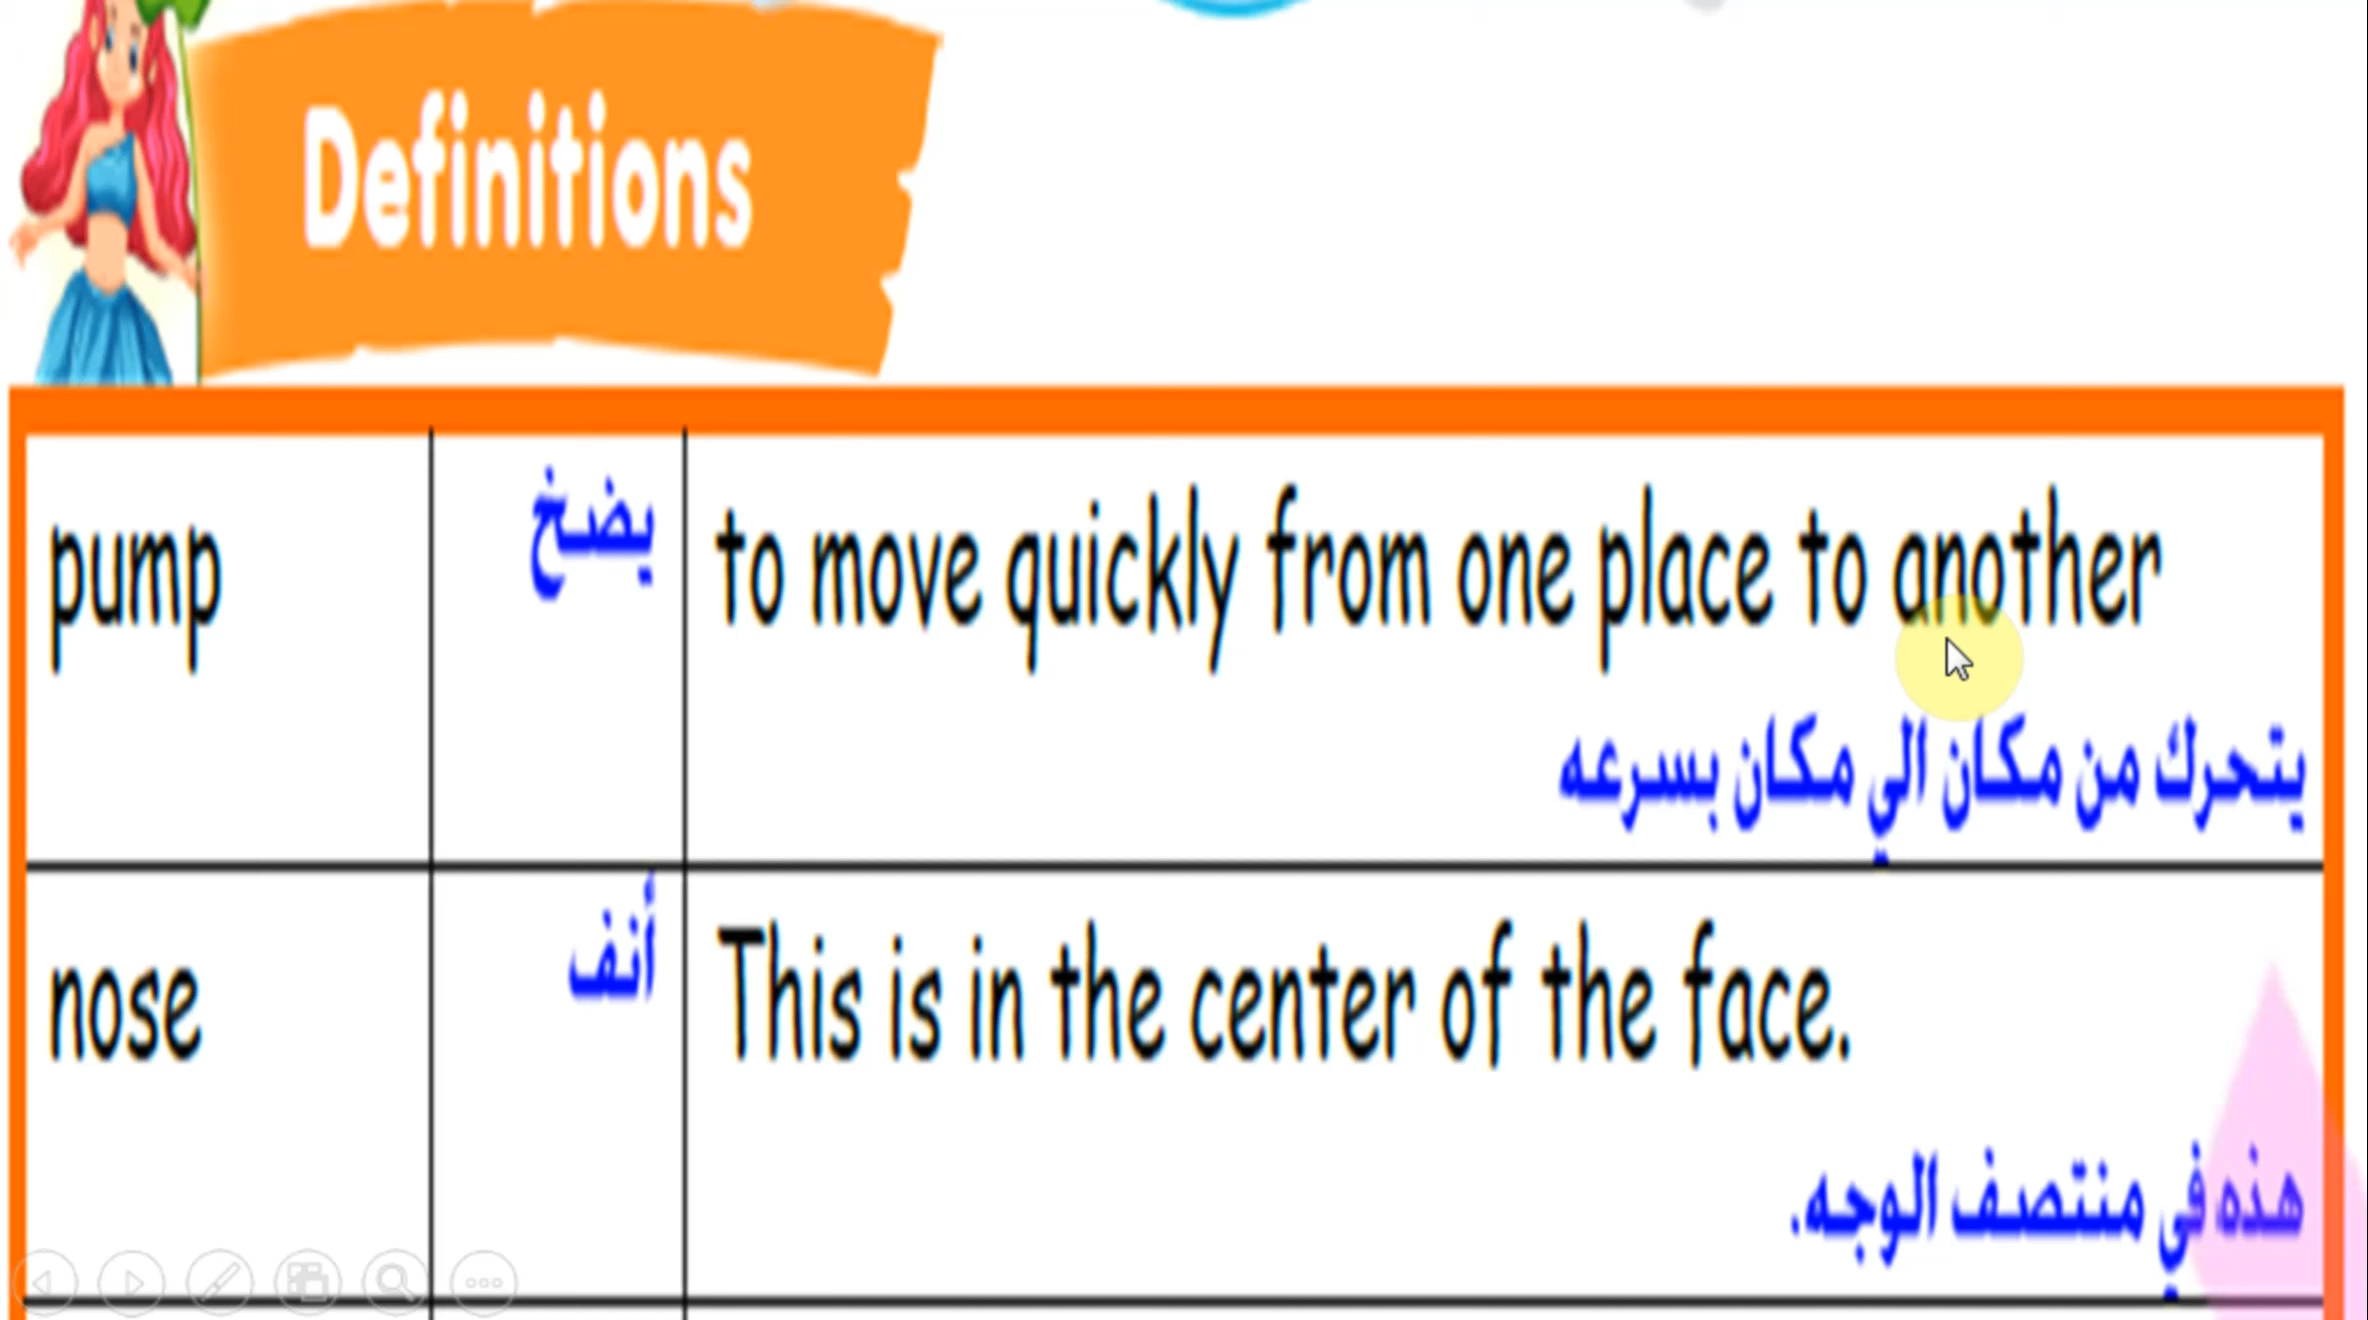 Definitions
pump
يضخ
to move quickly from one place to another
يتحرك من مكان الي مكان بسرعه
nose
أنف
This is in the center of the face.
هذه في منتصف الوجه.